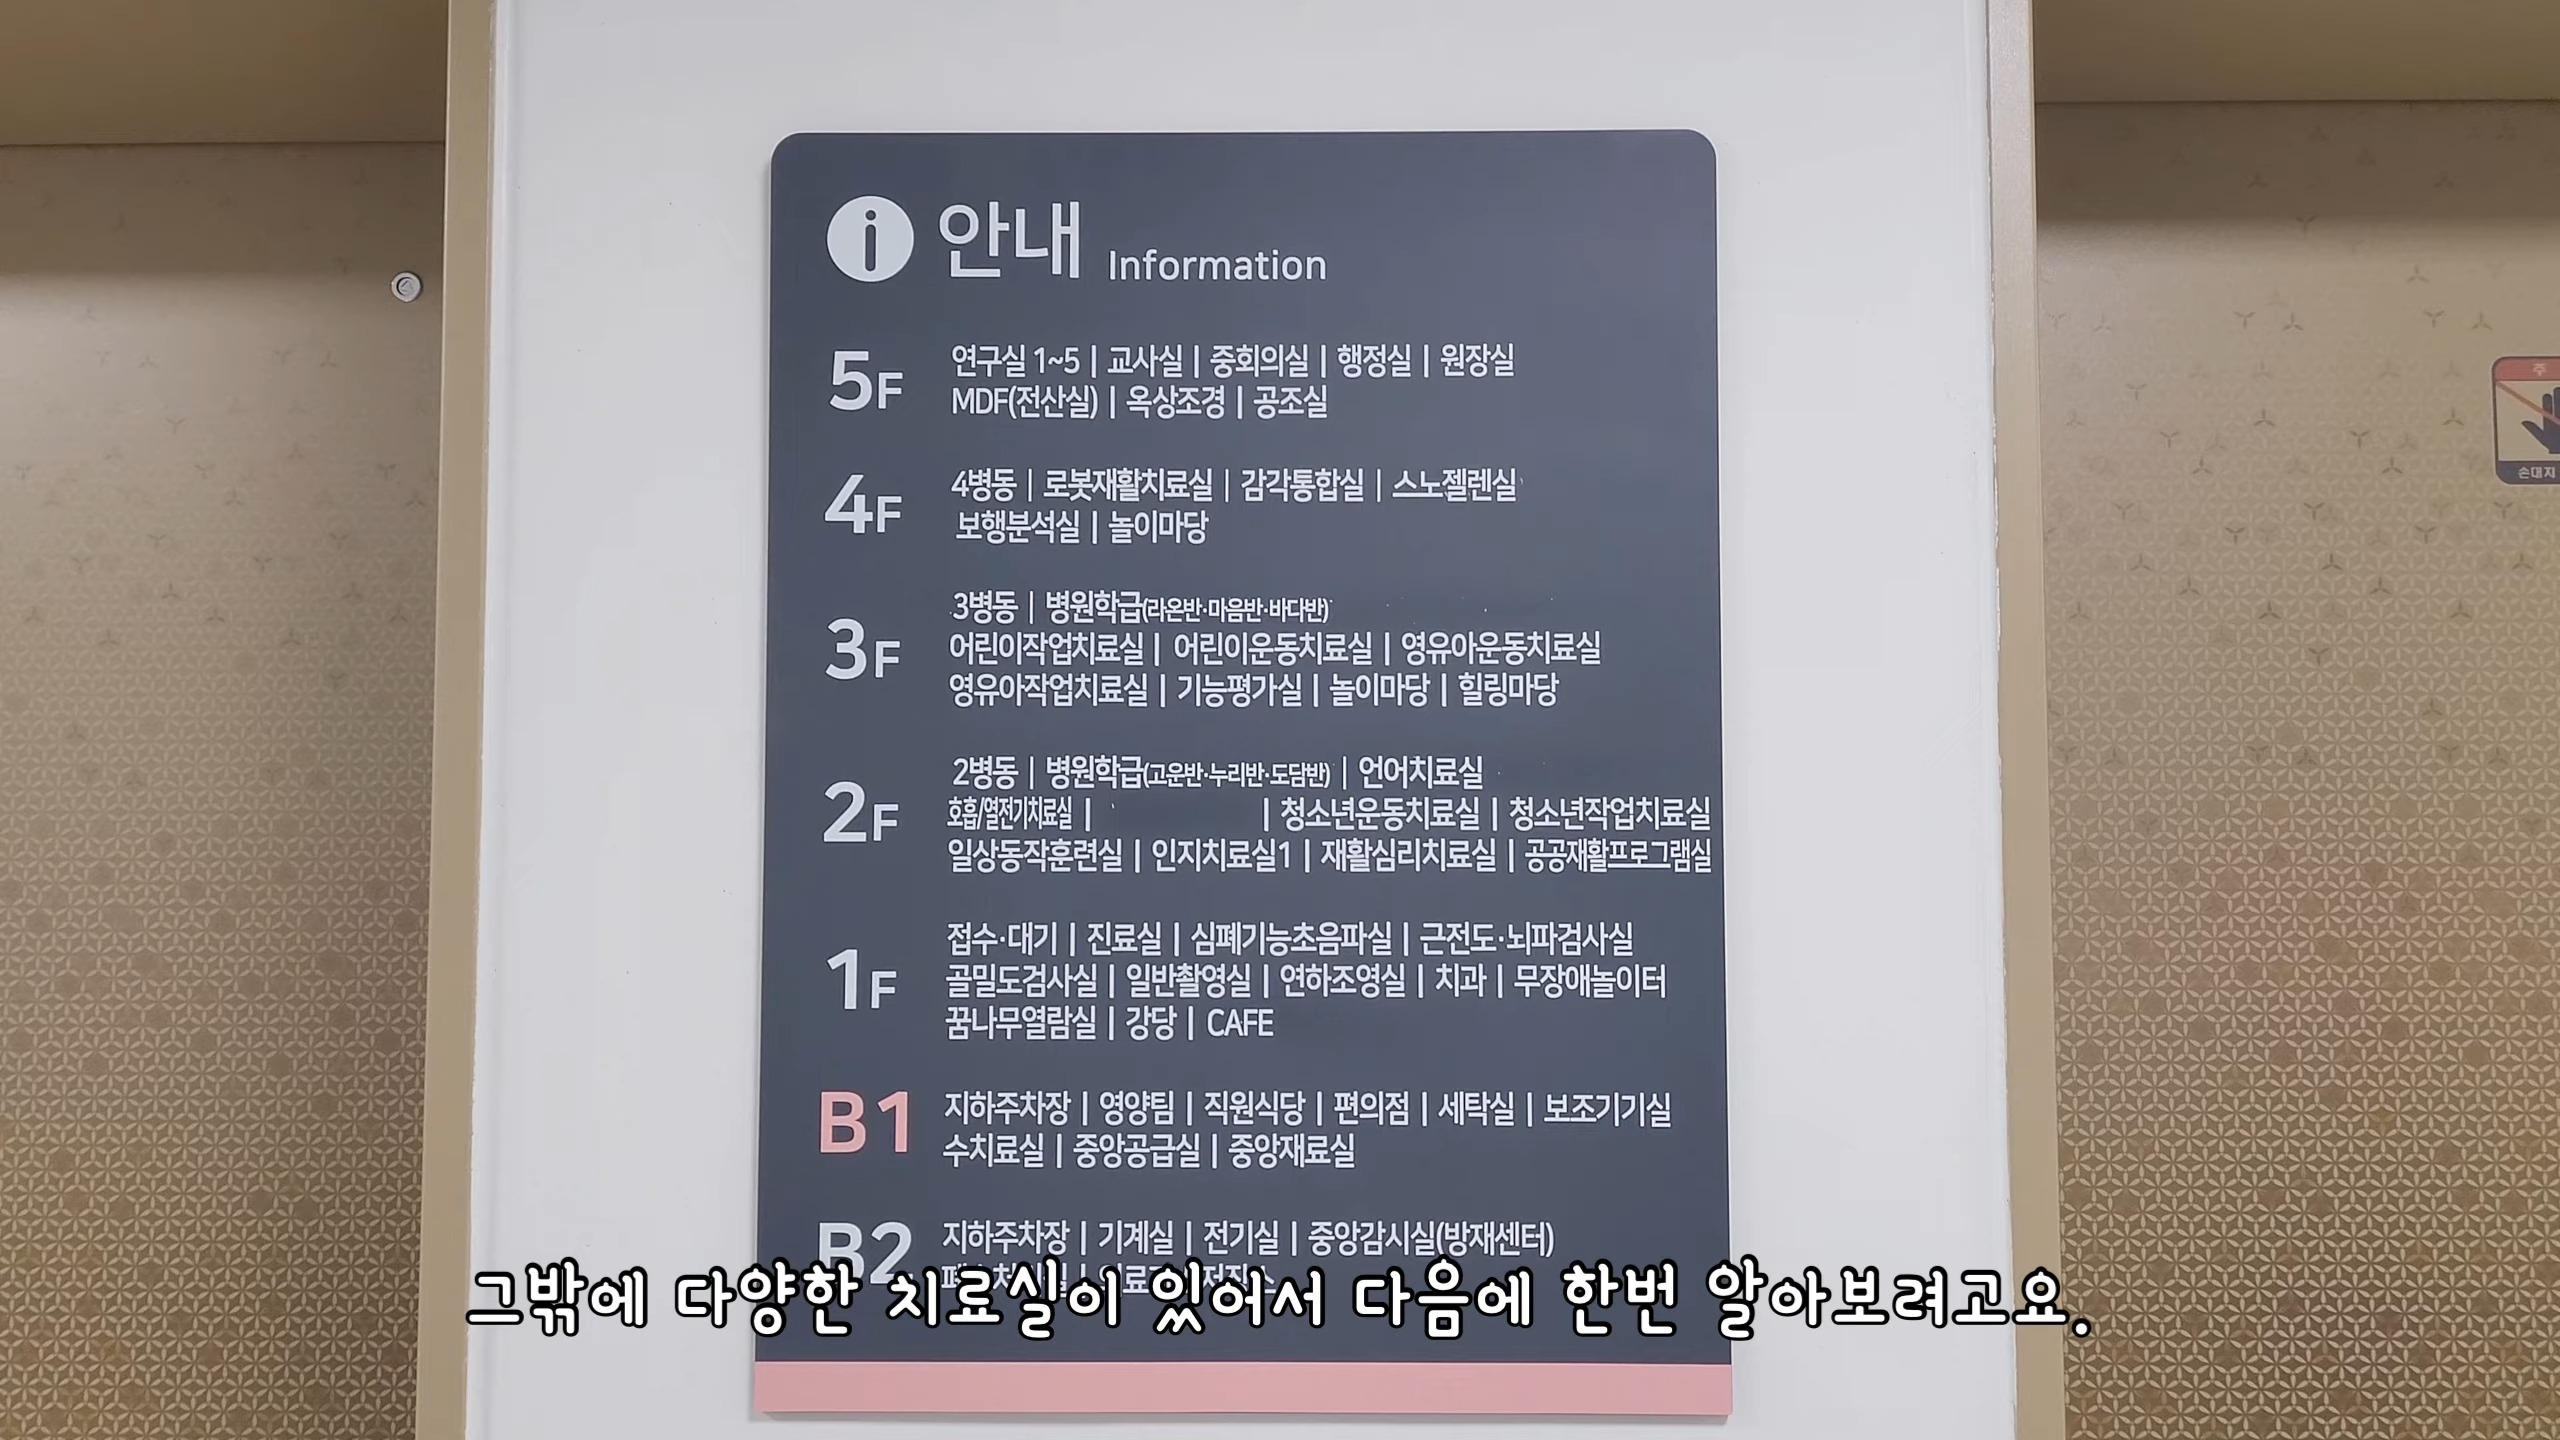 안내 Information
5F
연구실 1~5 | 교사실 | 중회의실 | 행정실 | 원장실
MDF(전산실) | 옥상조경 | 공조실
4F
4병동 | 로봇재활치료실 | 감각통합실 | 스노젤렌실
보행분석실 | 놀이마당
3F
3병동 | 병원학급(라온반·마음반·바다반)
어린이작업치료실 | 어린이운동치료실 | 영유아운동치료실
영유아작업치료실 | 기능평가실 | 놀이마당 | 힐링마당
2F
2병동 | 병원학급(고운반·누리반·도담반) | 언어치료실
호흡/열전기치료실 | | 청소년운동치료실 | 청소년작업치료실
일상동작훈련실 | 인지치료실1 | 재활심리치료실 | 공공재활프로그램실
1F
접수·대기 | 진료실 | 심폐기능초음파실 | 근전도·뇌파검사실
골밀도검사실 | 일반촬영실 | 연하조영실 | 치과 | 무장애놀이터
꿈나무열람실 | 강당 | CAFE
B1
지하주차장 | 영양팀 | 직원식당 | 편의점 | 세탁실 | 보조기기실
수치료실 | 중앙공급실 | 중앙재료실
B2
지하주차장 | 기계실 | 전기실 | 중앙감시실(방재센터)
그밖에 다양한 치료실이 있어서 다음에 한번 알아보려고요.
주
손대지